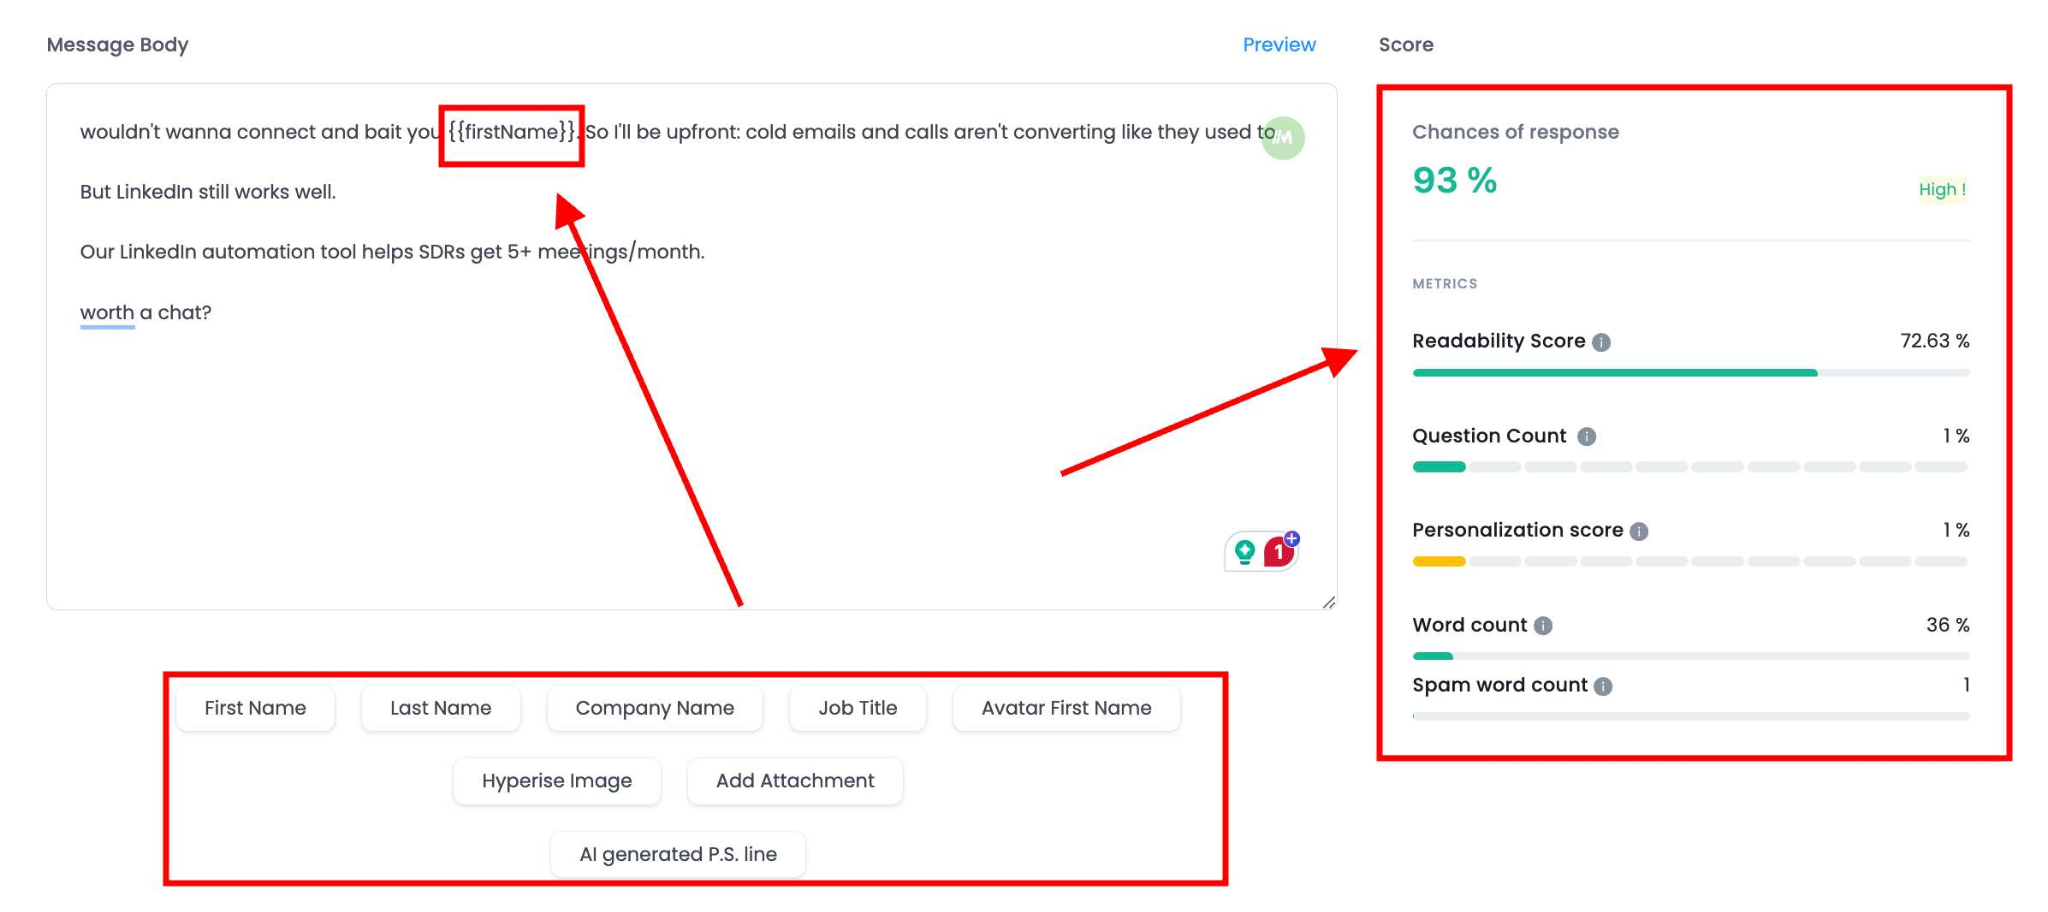 Message Body
Preview
Score
wouldn't wanna connect and bait you {{firstName}}. So I'll be upfront: cold emails and calls aren't converting like they used to
But LinkedIn still works well.
Our LinkedIn automation tool helps SDRs get 5+ meetings/month.
worth a chat?
1
First Name
Last Name
Company Name
Job Title
Avatar First Name
Hyperise Image
Add Attachment
AI generated P.S. line
Chances of response
93 %
High !
METRICS
Readability Score
72.63 %
Question Count
1 %
Personalization score
1 %
Word count
36 %
Spam word count
1